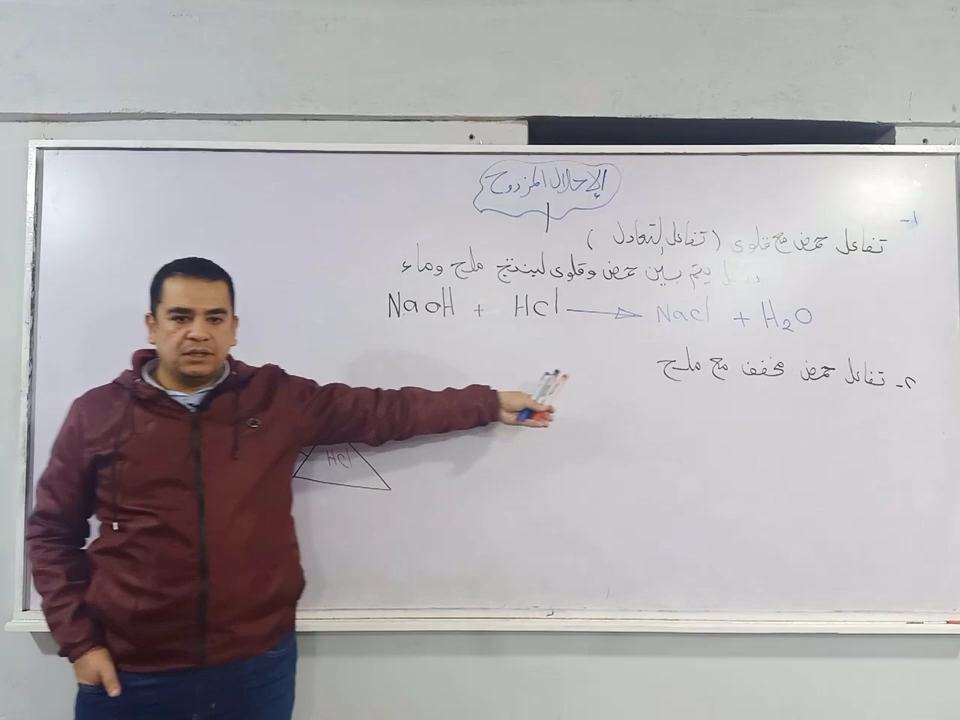 الإحلال المزدوج
١-
تفاعل حمض مع قلوى ( تفاعل التعادل )
يتم بين حمض وقلوى لينتج ملح وماء
NaOH + HCl → NaCl + H₂O
٢- تفاعل حمض مخفف مع ملح
HCl